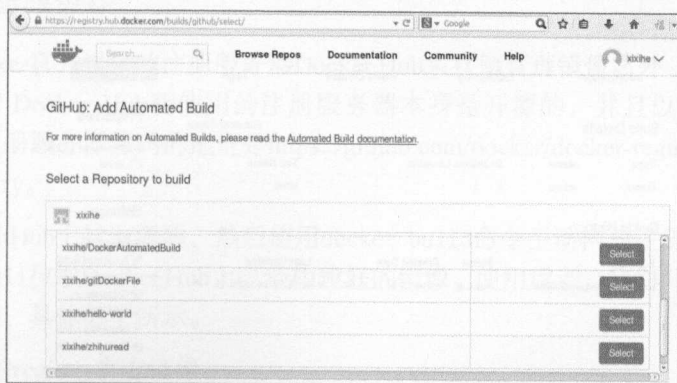 https://registry.hub.docker.com/builds/github/select/
Google
Search...
Browse Repos
Documentation
Community
Help
xixihe
GitHub: Add Automated Build
For more information on Automated Builds, please read the Automated Build documentation.
Select a Repository to build
xixihe
xixihe/DockerAutomatedBuild
Select
xixihe/gitDockerFile
Select
xixihe/hello-world
Select
xixihe/zhihuread
Select